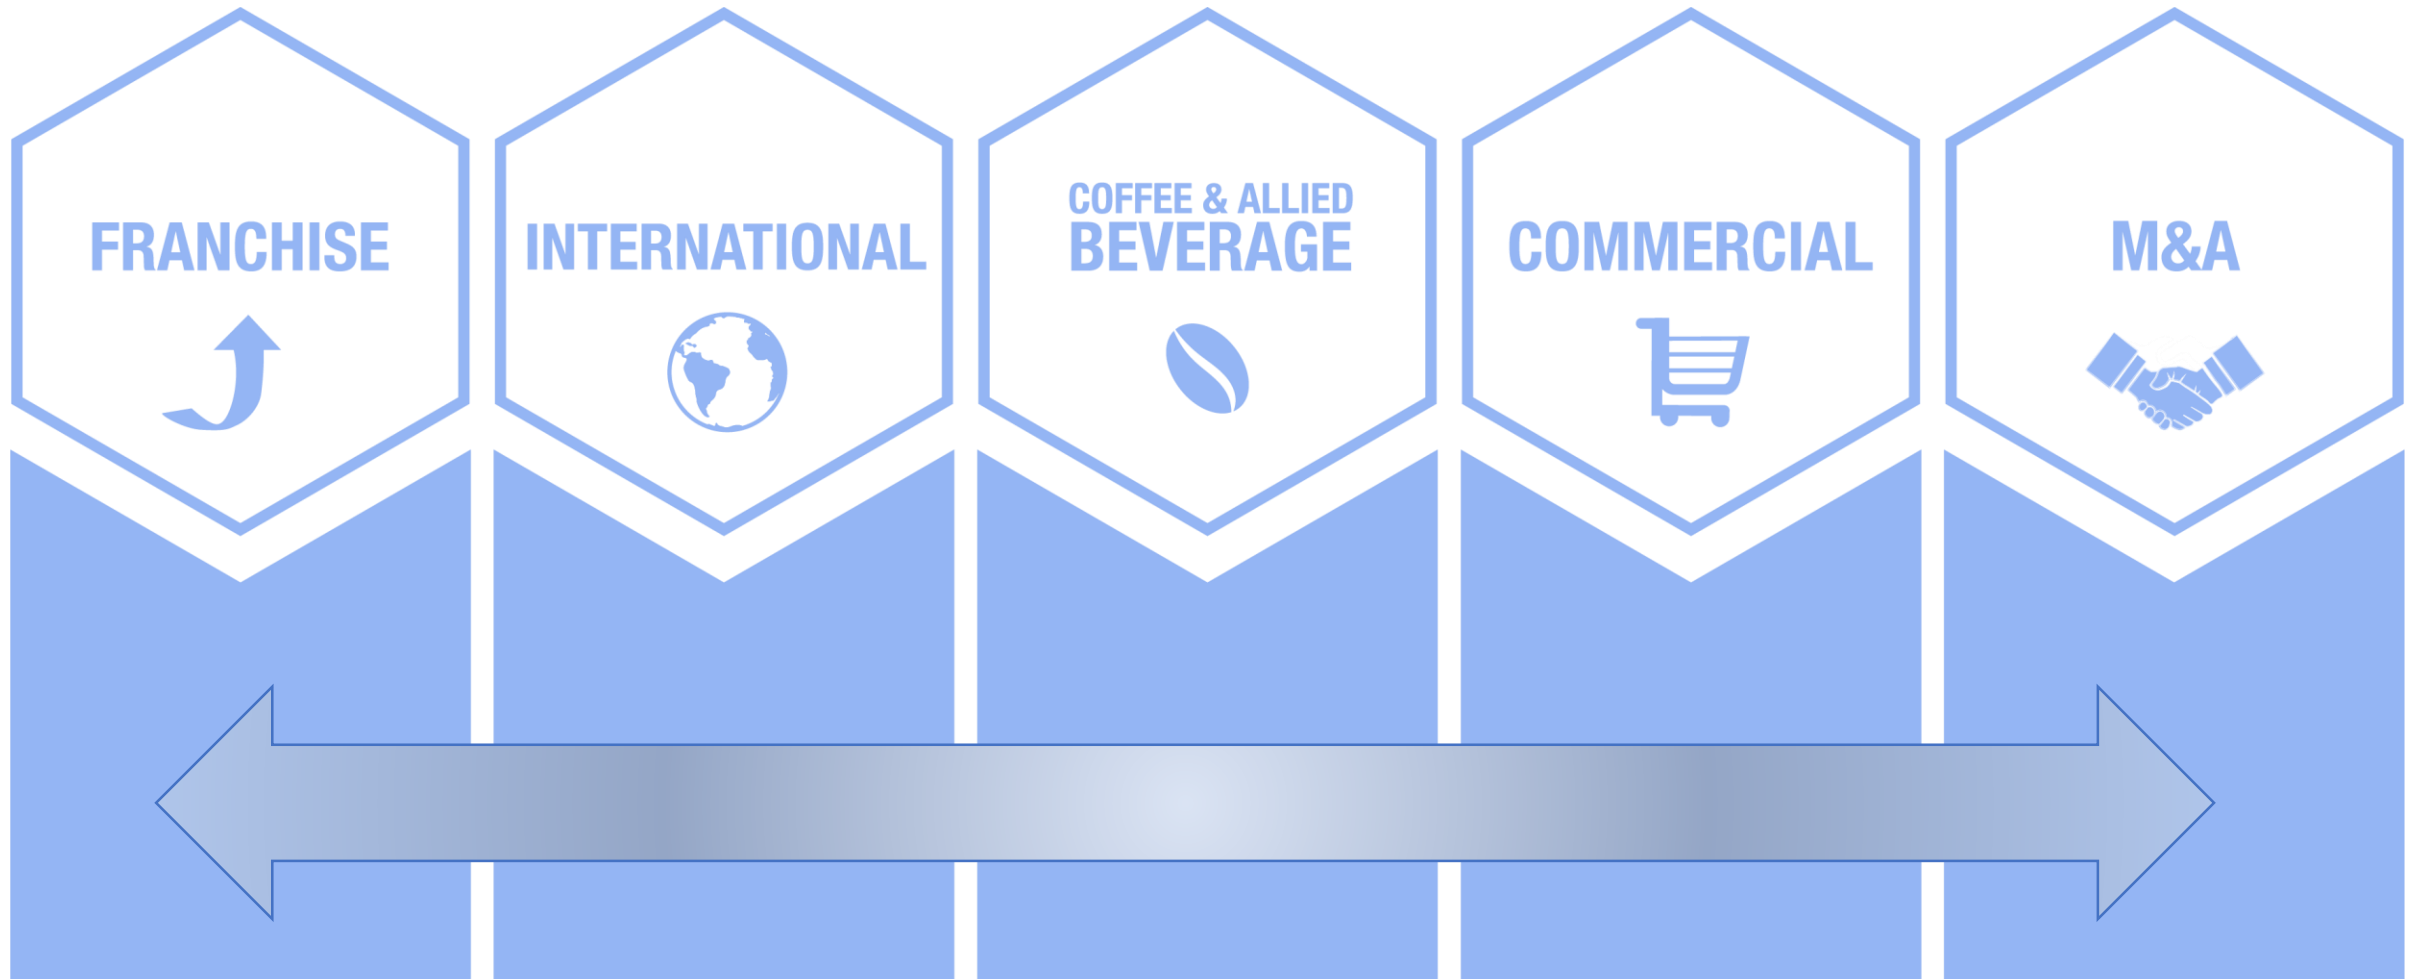 FRANCHISE
INTERNATIONAL
COFFEE & ALLIED
BEVERAGE
COMMERCIAL
M&A